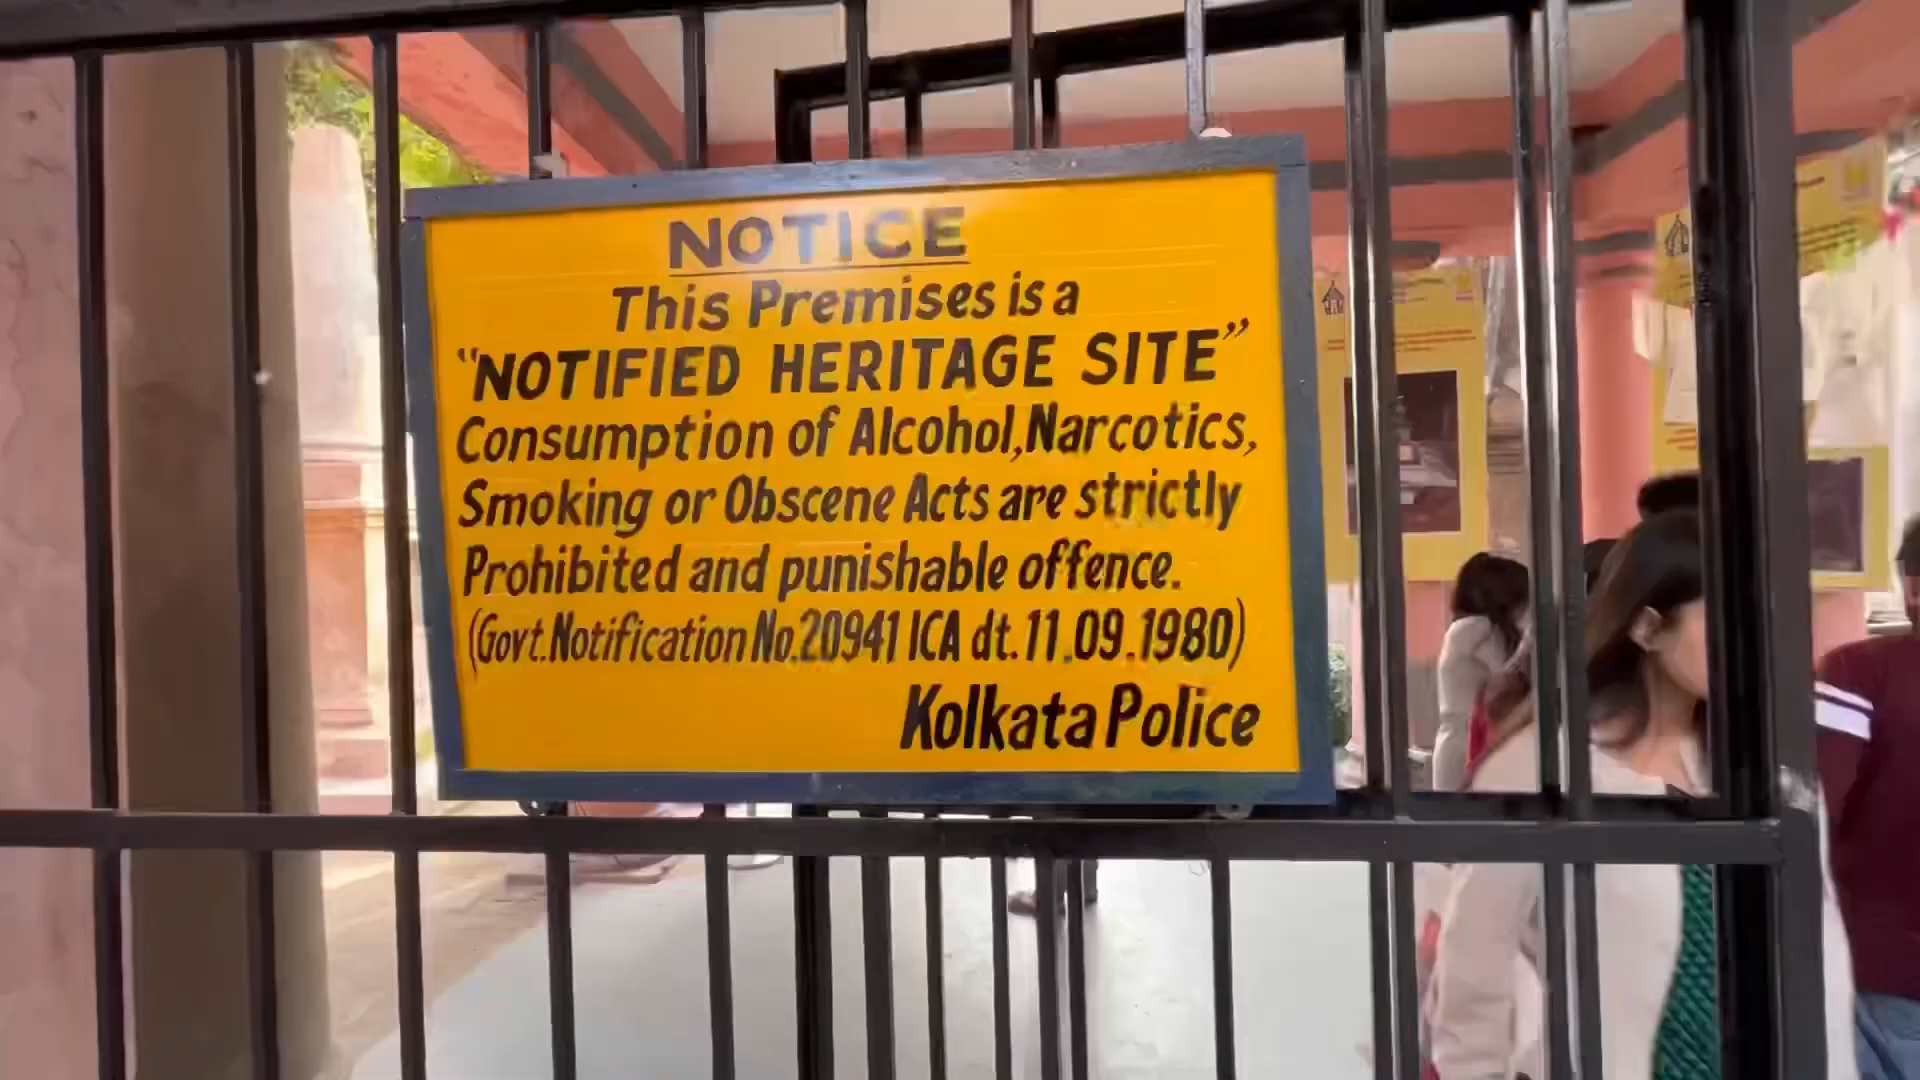 NOTICE
This Premises is a
“NOTIFIED HERITAGE SITE”
Consumption of Alcohol,Narcotics,
Smoking or Obscene Acts are strictly
Prohibited and punishable offence.
(Govt.Notification No.20941 ICA dt.11.09.1980)
Kolkata Police